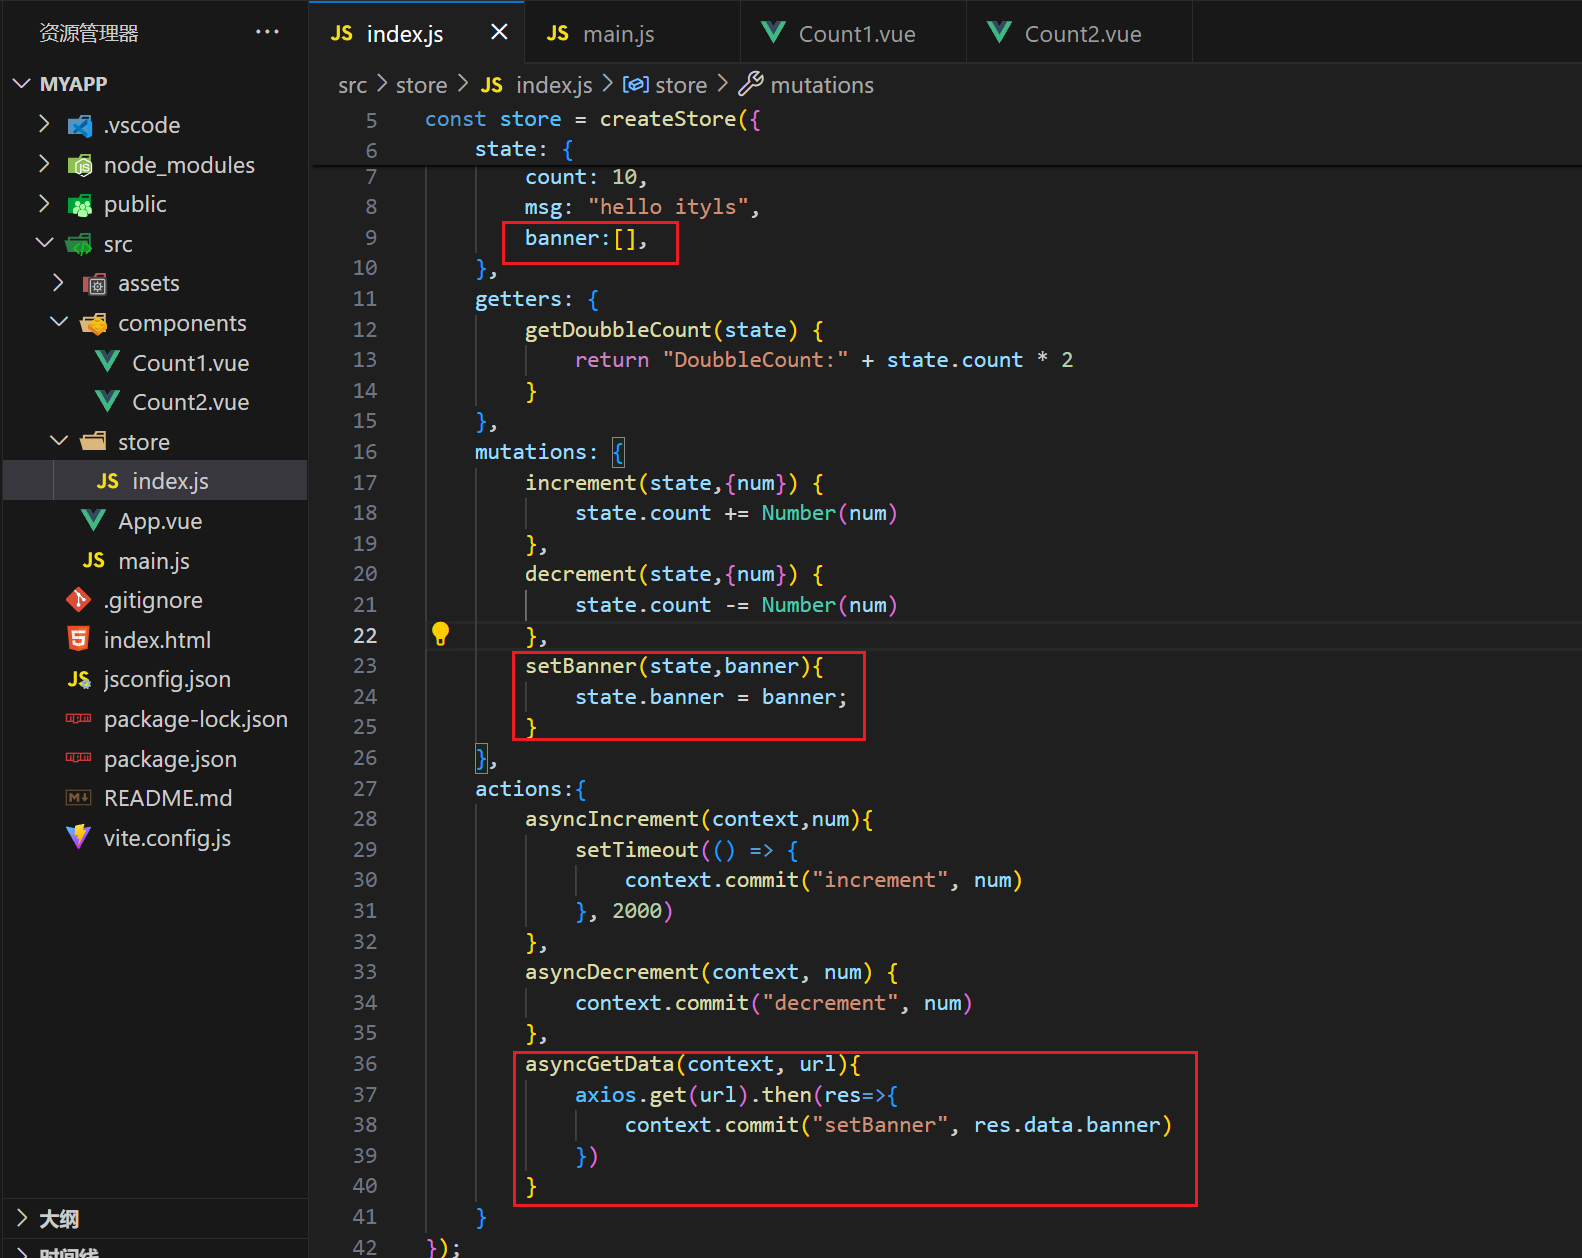 资源管理器 ···
MYAPP
.vscode
node_modules
public
src
assets
components
Count1.vue
Count2.vue
store
JS index.js
App.vue
JS main.js
.gitignore
index.html
JS jsconfig.json
package-lock.json
package.json
README.md
vite.config.js
大纲
时间线
JS index.js
JS main.js
Count1.vue
Count2.vue
src > store > JS index.js > store > mutations
5 const store = createStore({
6 state: {
7 count: 10,
8 msg: "hello ityls",
9 banner:[],
10 },
11 getters: {
12 getDoubbleCount(state) {
13 return "DoubbleCount:" + state.count * 2
14 }
15 },
16 mutations: {
17 increment(state,{num}) {
18 state.count += Number(num)
19 },
20 decrement(state,{num}) {
21 state.count -= Number(num)
22 },
23 setBanner(state,banner){
24 state.banner = banner;
25 }
26 },
27 actions:{
28 asyncIncrement(context,num){
29 setTimeout(() => {
30 context.commit("increment", num)
31 }, 2000)
32 },
33 asyncDecrement(context, num) {
34 context.commit("decrement", num)
35 },
36 asyncGetData(context, url){
37 axios.get(url).then(res=>{
38 context.commit("setBanner", res.data.banner)
39 })
40 }
41 }
42 });